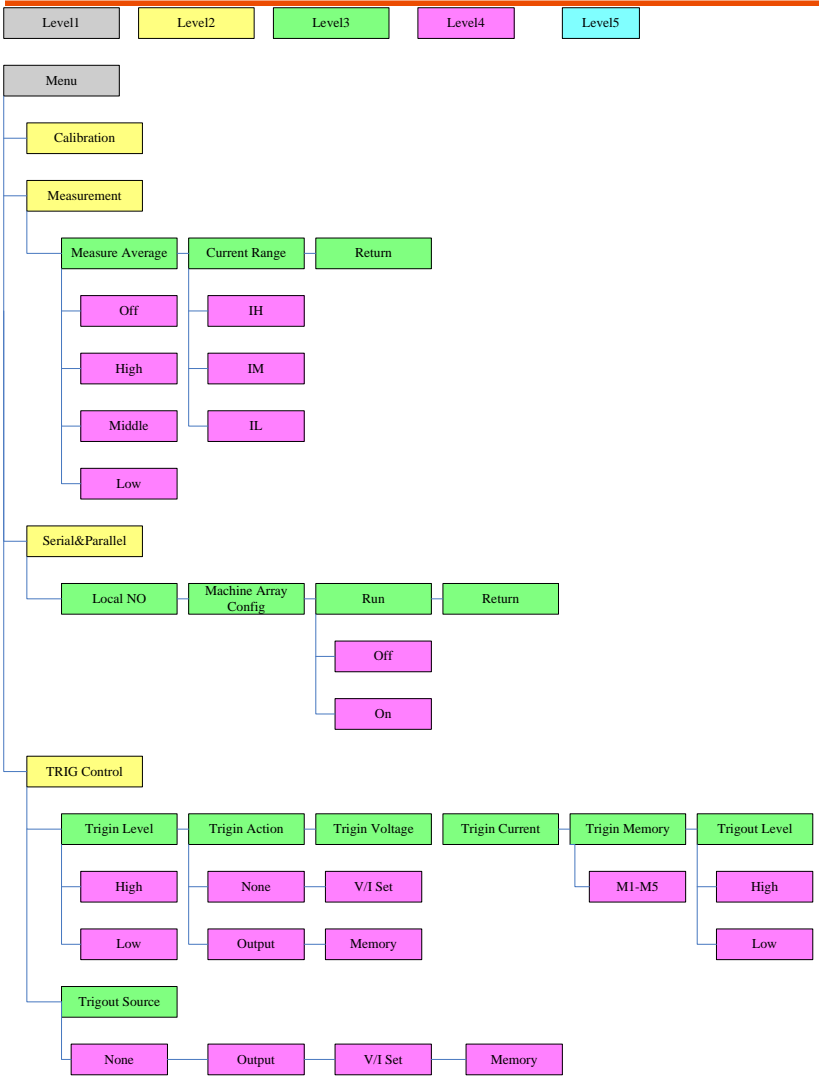 Level1 Level2 Level3 Level4 Level5
Menu
Calibration
Measurement
Measure Average Current Range Return
Off IH
High IM
Middle IL
Low
Serial&Parallel
Local NO Machine Array Config Run Return
Off
On
TRIG Control
Trigin Level Trigin Action Trigin Voltage Trigin Current Trigin Memory Trigout Level
High None V/I Set M1-M5 High
Low Output Memory Low
Trigout Source
None Output V/I Set Memory